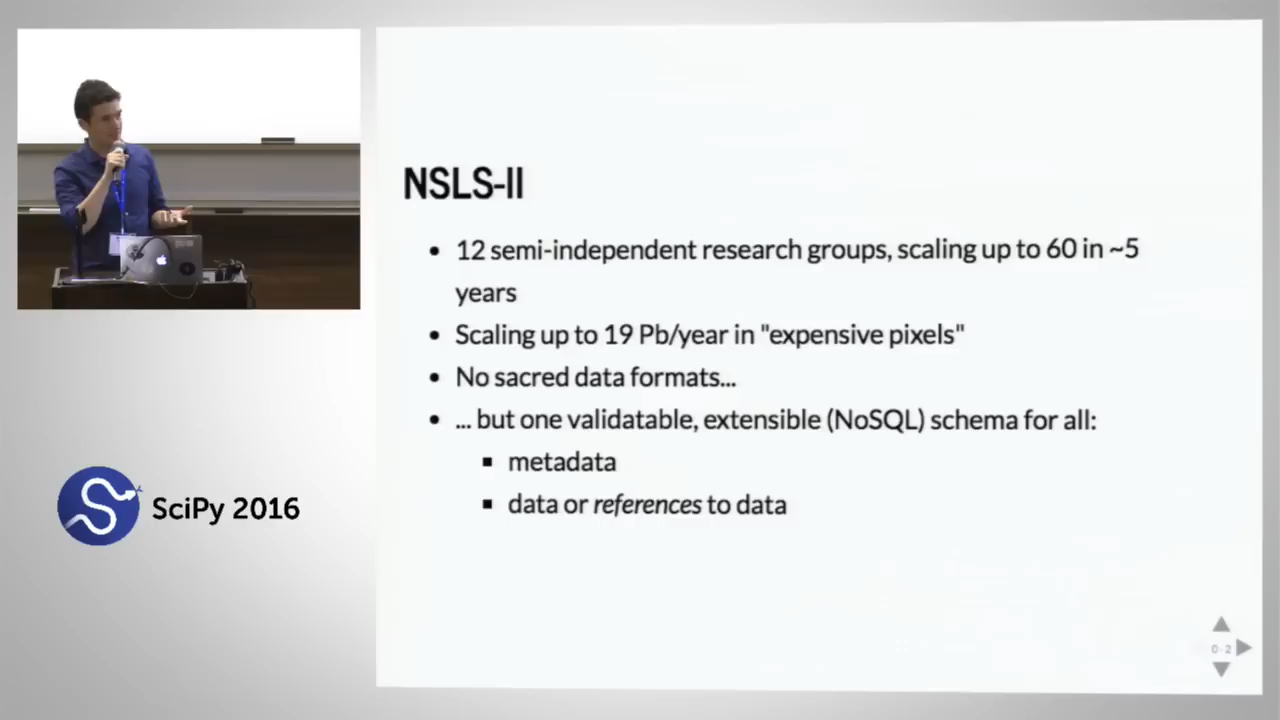 NSLS-II
• 12 semi-independent research groups, scaling up to 60 in ~5
years
• Scaling up to 19 Pb/year in "expensive pixels"
• No sacred data formats...
• ... but one validatable, extensible (NoSQL) schema for all:
▪ metadata
▪ data or references to data
SciPy 2016
0-2